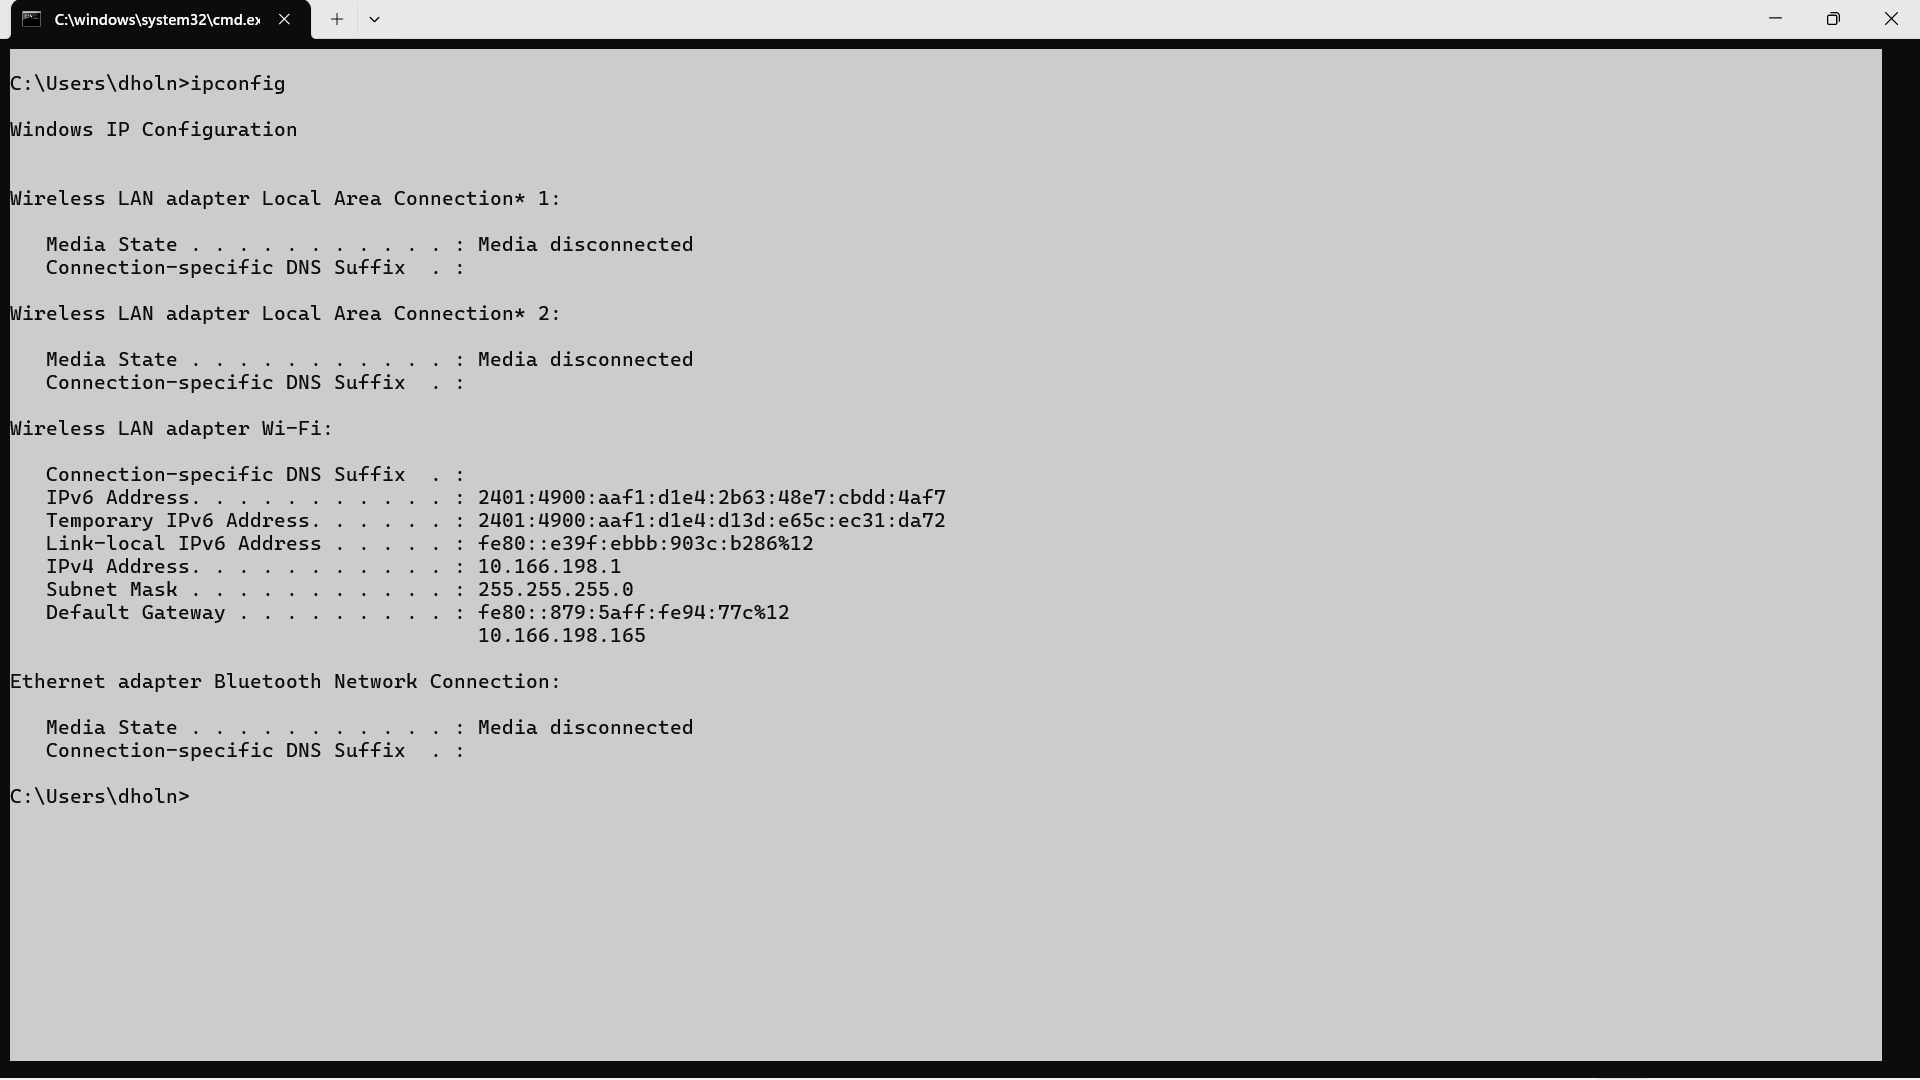 C:\windows\system32\cmd.ex
C:\Users\dholn>ipconfig
Windows IP Configuration
Wireless LAN adapter Local Area Connection* 1:
Media State . . . . . . . . . . . : Media disconnected
Connection-specific DNS Suffix  . :
Wireless LAN adapter Local Area Connection* 2:
Media State . . . . . . . . . . . : Media disconnected
Connection-specific DNS Suffix  . :
Wireless LAN adapter Wi-Fi:
Connection-specific DNS Suffix  . :
IPv6 Address. . . . . . . . . . . : 2401:4900:aaf1:d1e4:2b63:48e7:cbdd:4af7
Temporary IPv6 Address. . . . . . : 2401:4900:aaf1:d1e4:d13d:e65c:ec31:da72
Link-local IPv6 Address . . . . . : fe80::e39f:ebbb:903c:b286%12
IPv4 Address. . . . . . . . . . . : 10.166.198.1
Subnet Mask . . . . . . . . . . . : 255.255.255.0
Default Gateway . . . . . . . . . : fe80::879:5aff:fe94:77c%12
10.166.198.165
Ethernet adapter Bluetooth Network Connection:
Media State . . . . . . . . . . . : Media disconnected
Connection-specific DNS Suffix  . :
C:\Users\dholn>